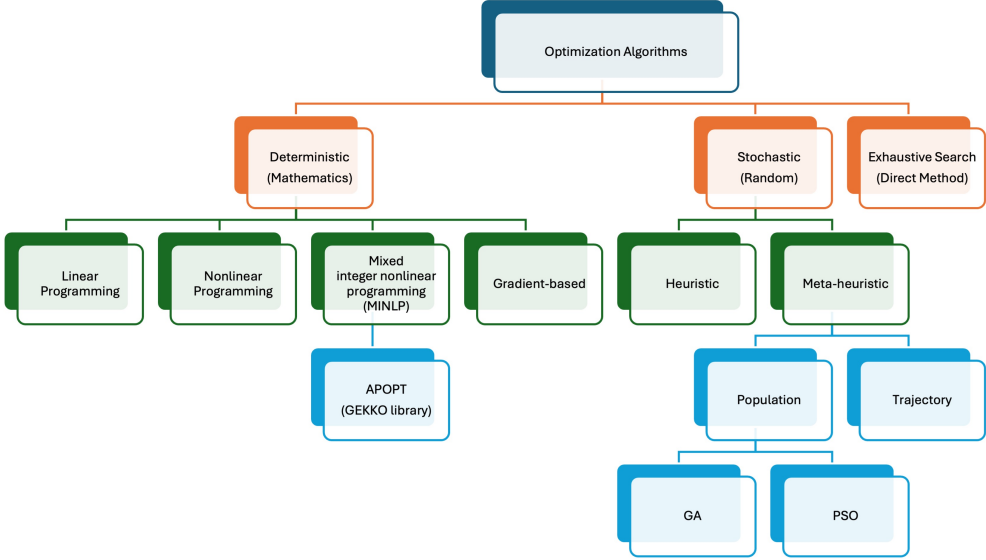 Optimization Algorithms
Deterministic
(Mathematics)
Stochastic
(Random)
Exhaustive Search
(Direct Method)
Linear
Programming
Nonlinear
Programming
Mixed
integer nonlinear
programming
(MINLP)
Gradient-based
Heuristic
Meta-heuristic
APOPT
(GEKKO library)
Population
Trajectory
GA
PSO